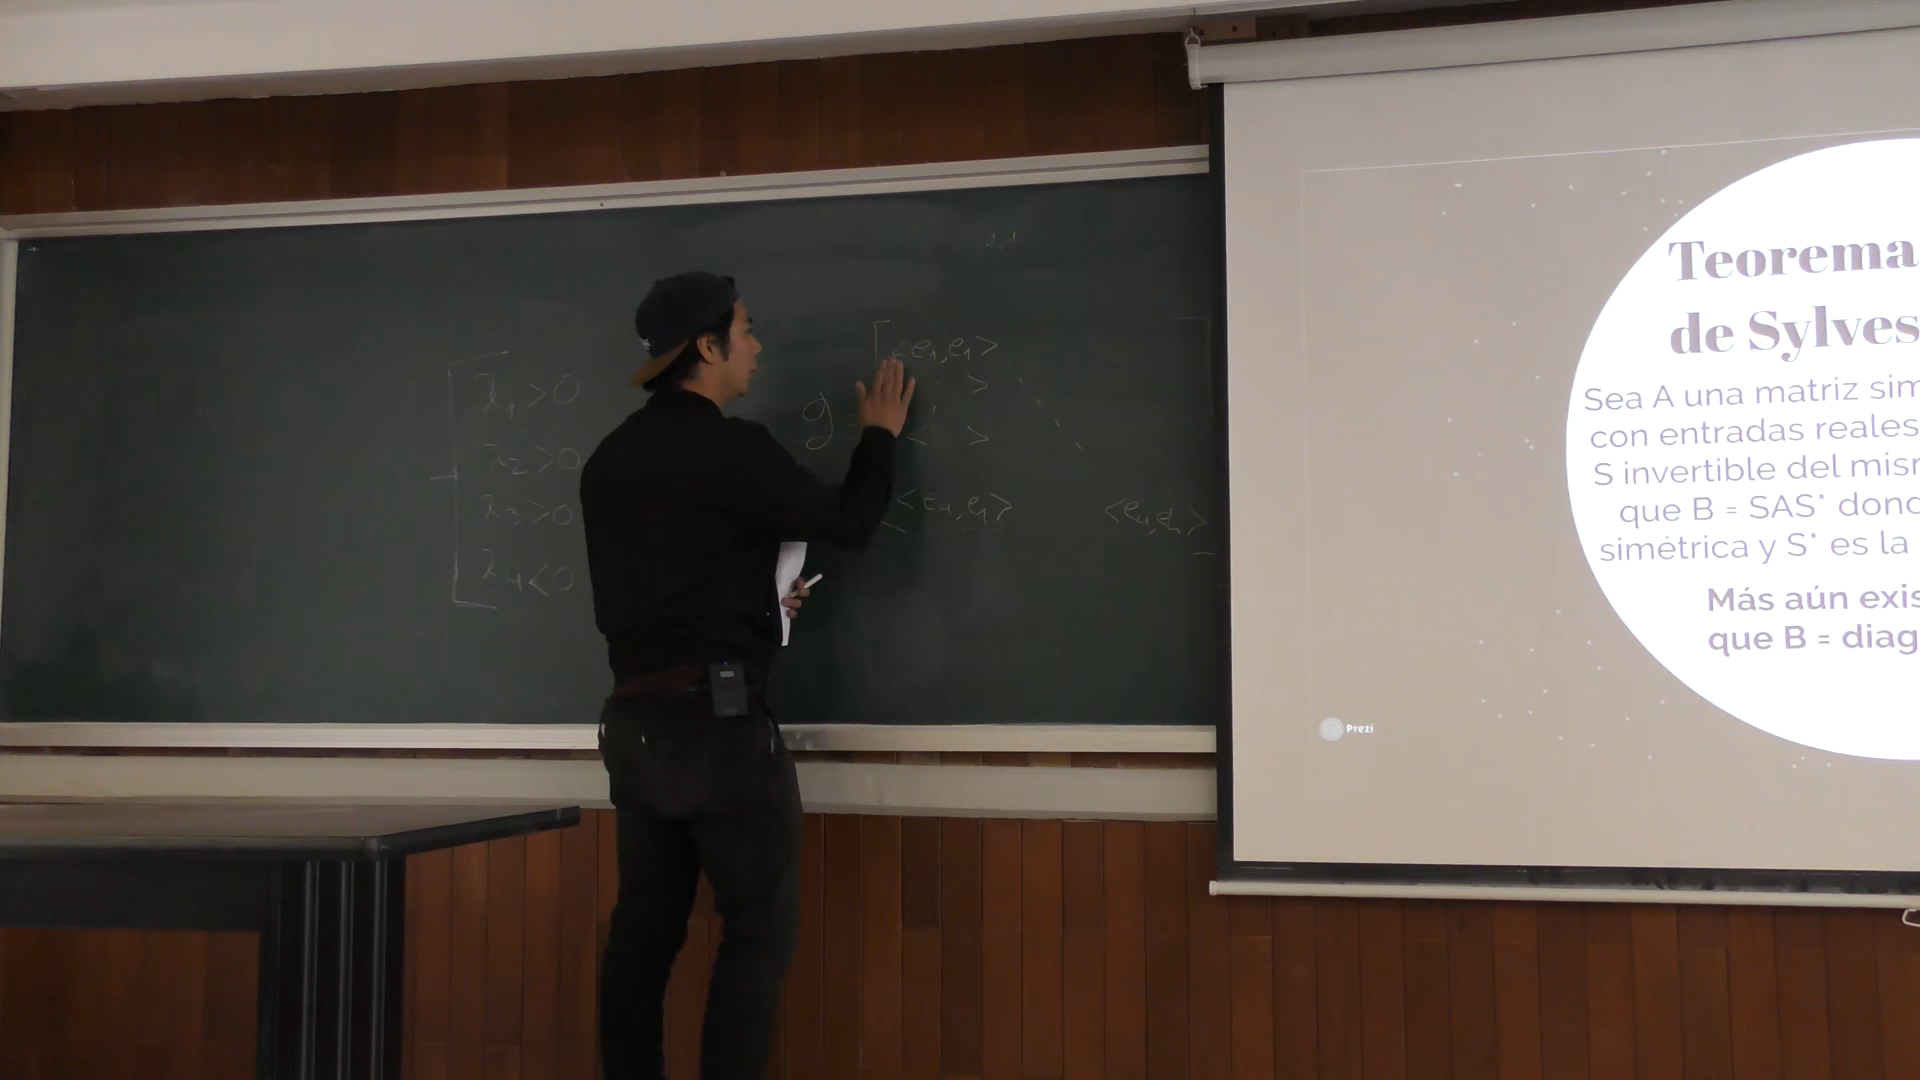 λ₁>0
λ₂>0
λ₃>0
λ₄<0
g
<e₁,e₁>
>
< >
<e₄,e₁>
<e₄,e₄>
Teorema
de Sylves
Sea A una matriz sim
con entradas reales
S invertible del mism
que B = SAS* dond
simétrica y S* es la
Más aún exis
que B = diag
Prezi